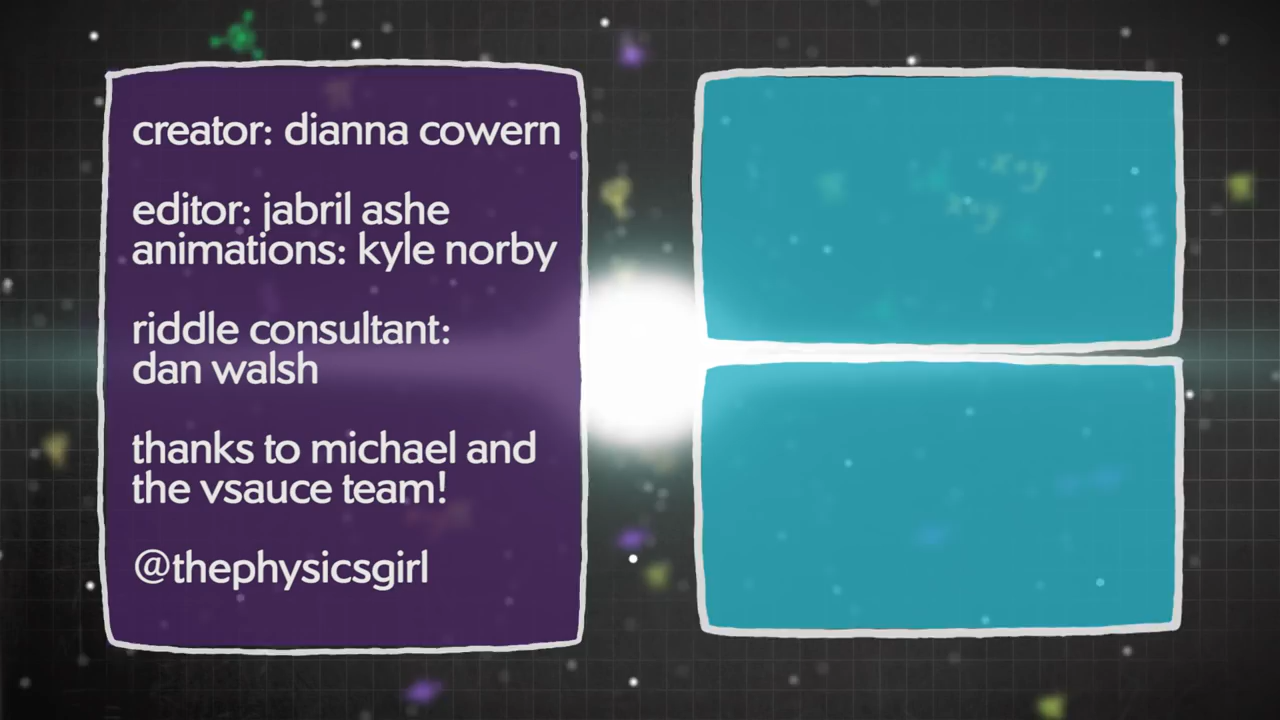 creator: dianna cowern
editor: jabril ashe
animations: kyle norby
riddle consultant:
dan walsh
thanks to michael and
the vsauce team!
@thephysicsgirl
x+y
x+y